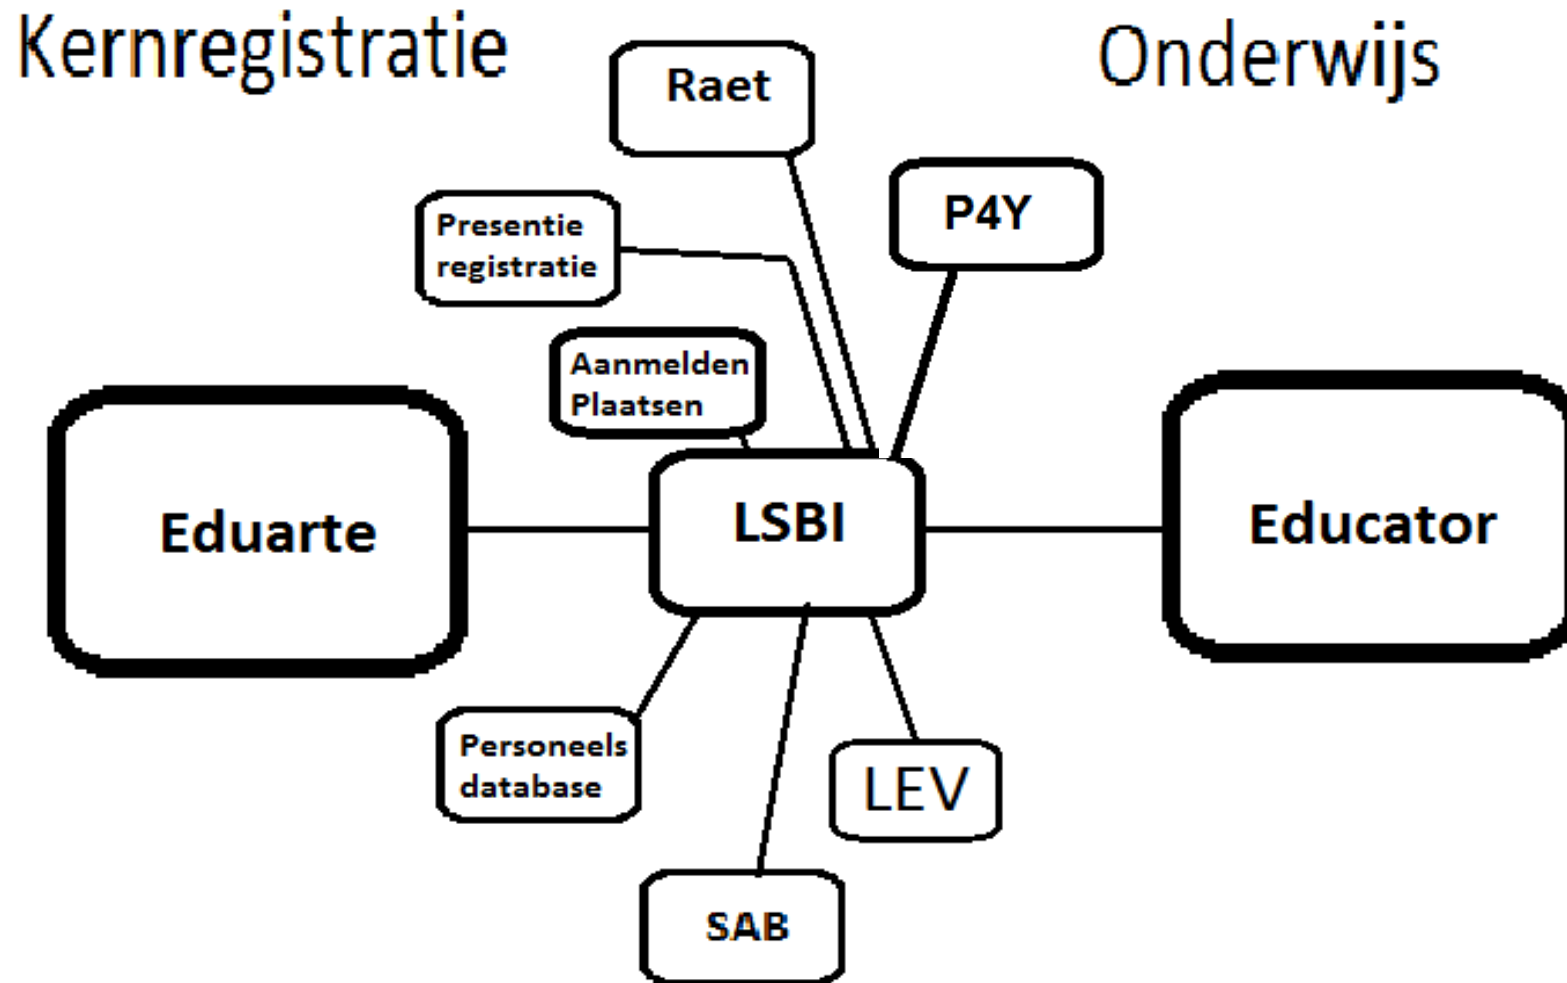 Kernregistratie
Onderwijs
Raet
P4Y
Presentie
registratie
Aanmelden
Plaatsen
Eduarte
LSBI
Educator
Personeels
database
LEV
SAB